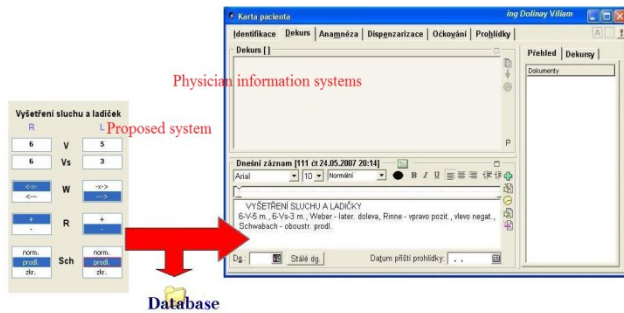 Karta pacienta
ing Dolinay Viliam
Identifikace Dekurs Anamnéza Dispenzarizace Očkování Prohlídky
Dekurs [ ]
Přehled Dekursy
Dokumenty
Physician information systems
P
Vyšetření sluchu a ladiček
R L
Proposed system
6 V 5
6 Vs 3
<-x- W -x->
<--- --->
+ R +
- -
norm. Sch norm.
prodl. prodl.
zkr. zkr.
Dnešní záznam [111 čt 24.05.2007 20:14]
Arial 10 Normální B I U
VYŠETŘENÍ SLUCHU A LADIČKY
6-V-5 m., 6-Vs-3 m., Weber - later. doleva, Rinne - vpravo pozit., vlevo negat.,
Schwabach - oboustr. prodl.
Dg.: Stálé dg. Datum příští prohlídky: . .
Database